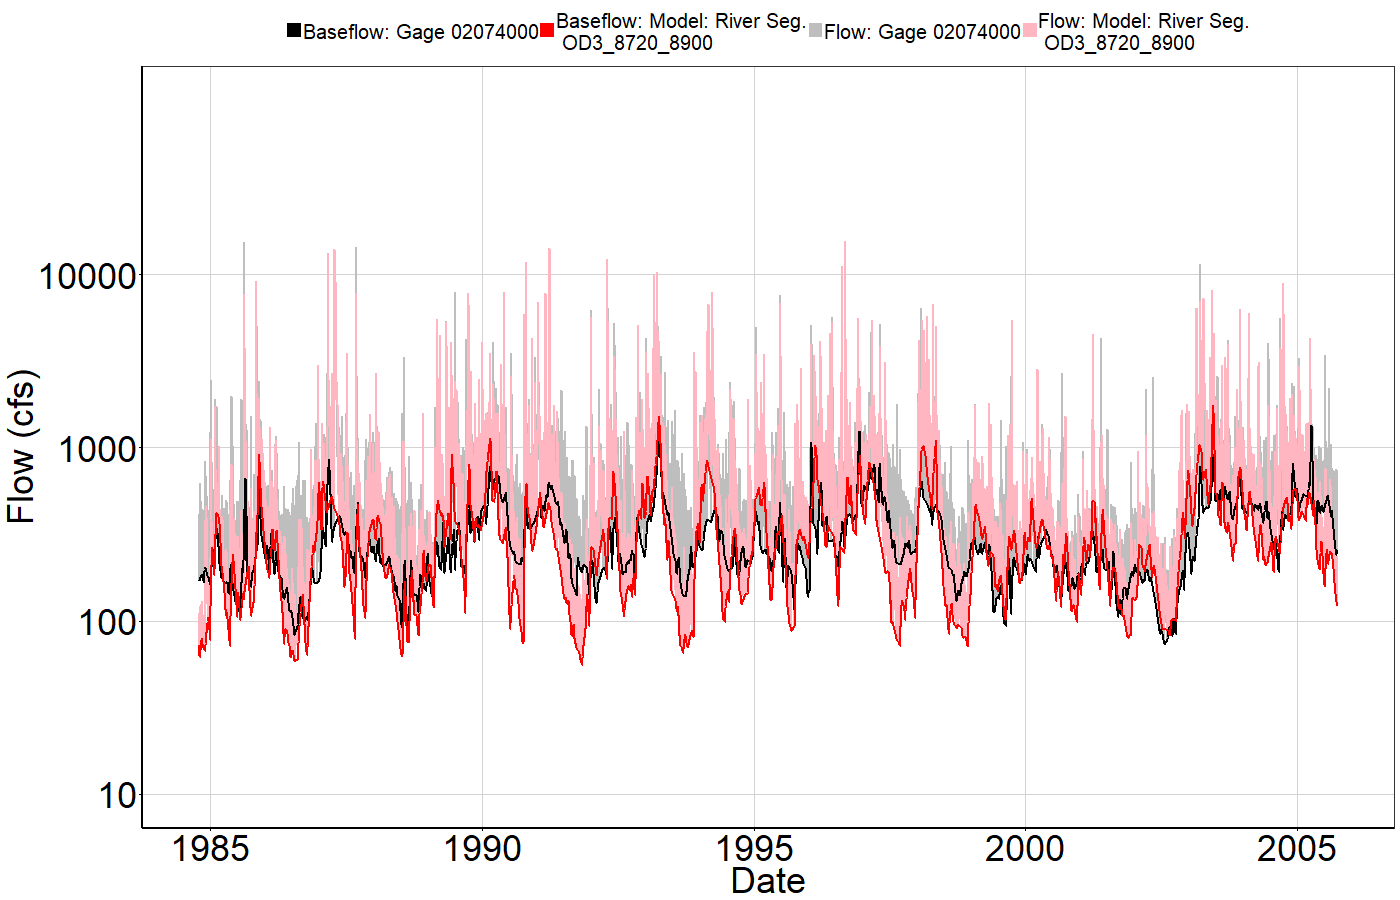 Baseflow: Gage 02074000
Baseflow: Model: River Seg.
OD3_8720_8900
Flow: Gage 02074000
Flow: Model: River Seg.
OD3_8720_8900
Flow (cfs)
10000
1000
100
10
1985
1990
1995
2000
2005
Date